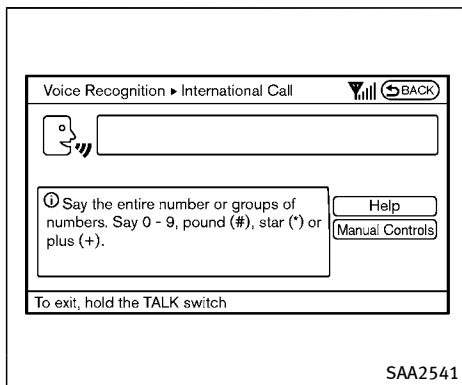 Voice Recognition ▸ International Call BACK
ⓘ Say the entire number or groups of
numbers. Say 0 - 9, pound (#), star (*) or
plus (+).
Help
Manual Controls
To exit, hold the TALK switch
SAA2541